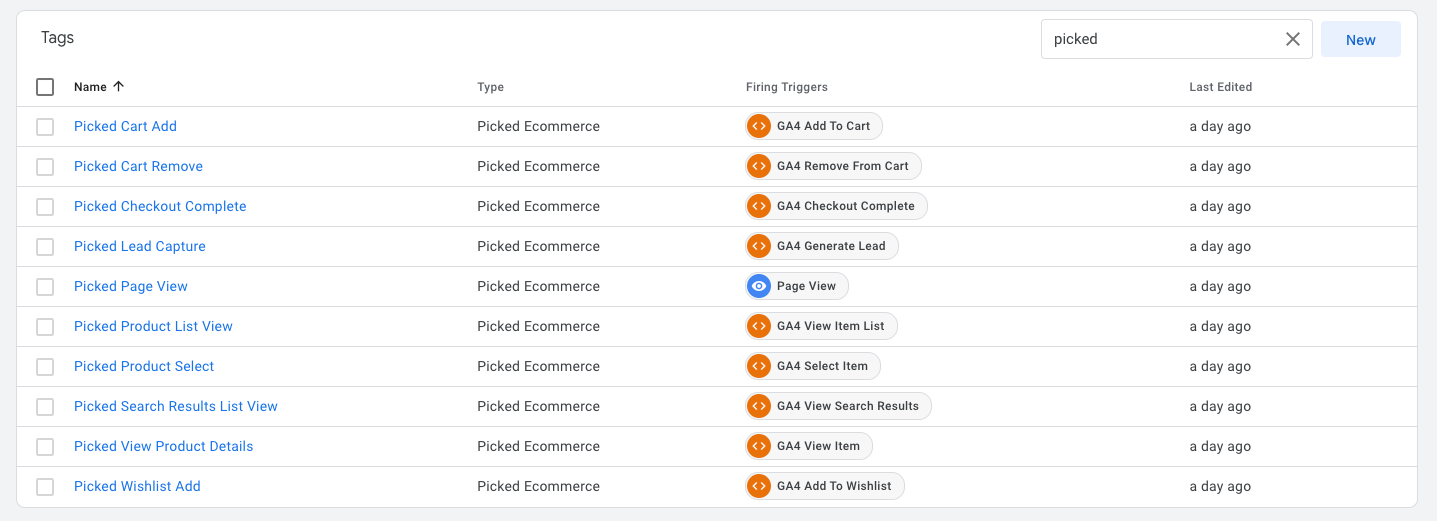 Tags picked New
Name Type Firing Triggers Last Edited
Picked Cart Add Picked Ecommerce GA4 Add To Cart a day ago
Picked Cart Remove Picked Ecommerce GA4 Remove From Cart a day ago
Picked Checkout Complete Picked Ecommerce GA4 Checkout Complete a day ago
Picked Lead Capture Picked Ecommerce GA4 Generate Lead a day ago
Picked Page View Picked Ecommerce Page View a day ago
Picked Product List View Picked Ecommerce GA4 View Item List a day ago
Picked Product Select Picked Ecommerce GA4 Select Item a day ago
Picked Search Results List View Picked Ecommerce GA4 View Search Results a day ago
Picked View Product Details Picked Ecommerce GA4 View Item a day ago
Picked Wishlist Add Picked Ecommerce GA4 Add To Wishlist a day ago